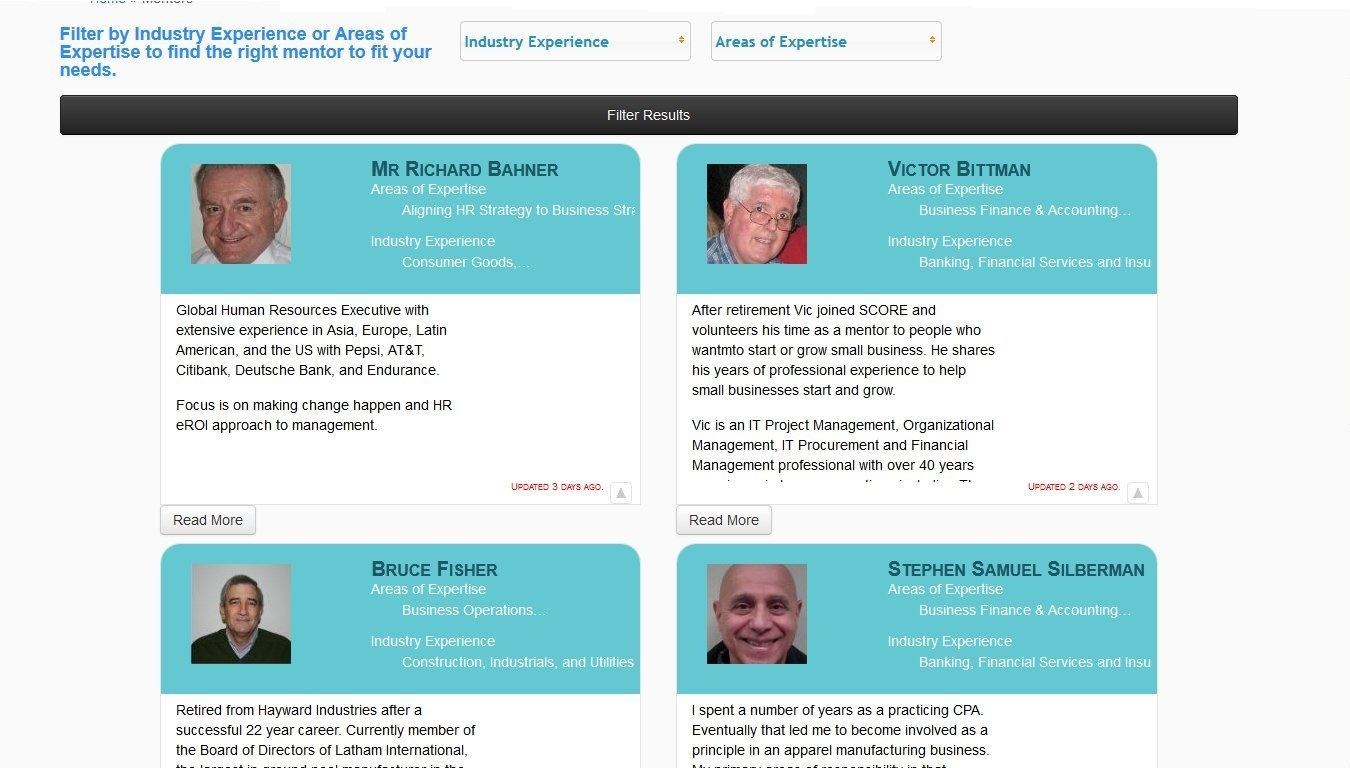 Home » Mentors
Filter by Industry Experience or Areas of
Expertise to find the right mentor to fit your
needs.
Industry Experience
Areas of Expertise
Filter Results
Mr Richard Bahner
Areas of Expertise
Aligning HR Strategy to Business Stra
Industry Experience
Consumer Goods,...
Global Human Resources Executive with
extensive experience in Asia, Europe, Latin
American, and the US with Pepsi, AT&T,
Citibank, Deutsche Bank, and Endurance.
Focus is on making change happen and HR
eROI approach to management.
Updated 3 days ago.
Read More
Victor Bittman
Areas of Expertise
Business Finance & Accounting...
Industry Experience
Banking, Financial Services and Insu
After retirement Vic joined SCORE and
volunteers his time as a mentor to people who
wantmto start or grow small business. He shares
his years of professional experience to help
small businesses start and grow.
Vic is an IT Project Management, Organizational
Management, IT Procurement and Financial
Management professional with over 40 years
Updated 2 days ago.
Read More
Bruce Fisher
Areas of Expertise
Business Operations...
Industry Experience
Construction, Industrials, and Utilities
Retired from Hayward Industries after a
successful 22 year career. Currently member of
the Board of Directors of Latham International,
Stephen Samuel Silberman
Areas of Expertise
Business Finance & Accounting...
Industry Experience
Banking, Financial Services and Insu
I spent a number of years as a practicing CPA.
Eventually that led me to become involved as a
principle in an apparel manufacturing business.